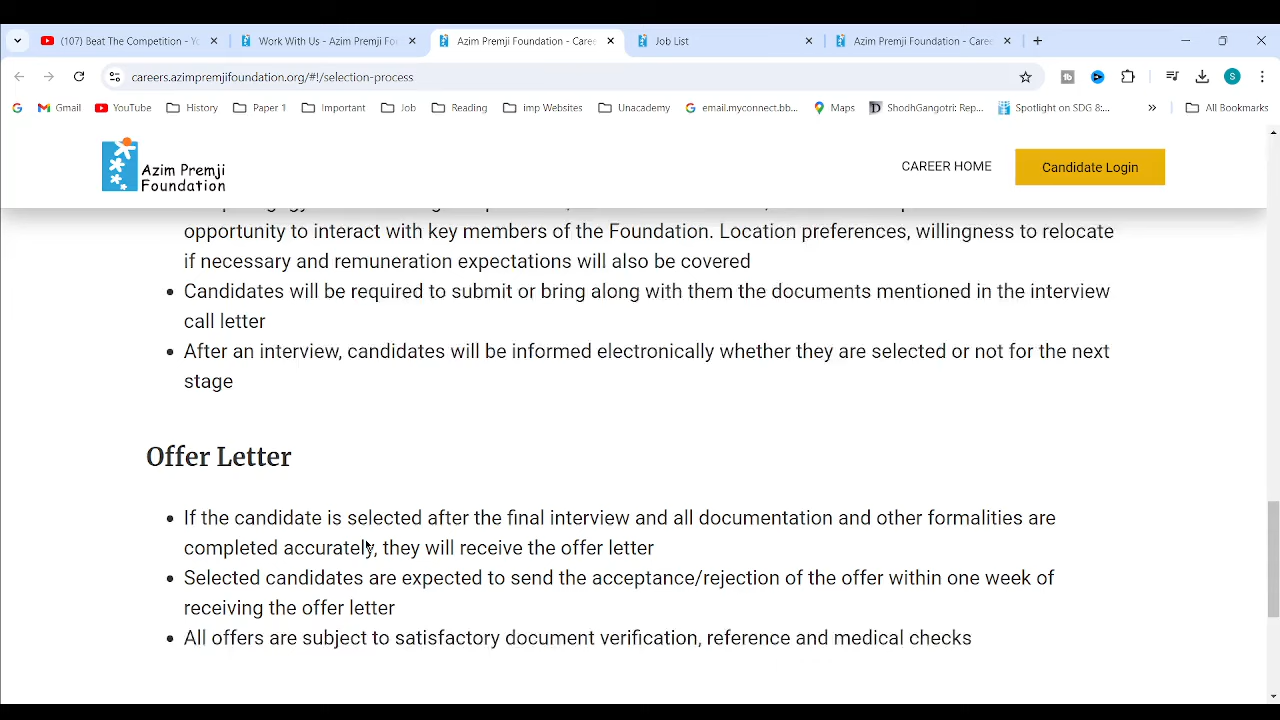 (107) Beat The Competition - Y
Work With Us - Azim Premji Fo
Azim Premji Foundation - Caree
Job List
Azim Premji Foundation - Caree
careers.azimpremjifoundation.org/#!/selection-process
Gmail
YouTube
History
Paper 1
Important
Job
Reading
imp Websites
Unacademy
email.myconnect.bb...
Maps
ShodhGangotri: Rep...
Spotlight on SDG 8:...
All Bookmarks
Azim Premji
Foundation
CAREER HOME
Candidate Login
opportunity to interact with key members of the Foundation. Location preferences, willingness to relocate
if necessary and remuneration expectations will also be covered
• Candidates will be required to submit or bring along with them the documents mentioned in the interview
call letter
• After an interview, candidates will be informed electronically whether they are selected or not for the next
stage
Offer Letter
• If the candidate is selected after the final interview and all documentation and other formalities are
completed accurately, they will receive the offer letter
• Selected candidates are expected to send the acceptance/rejection of the offer within one week of
receiving the offer letter
• All offers are subject to satisfactory document verification, reference and medical checks